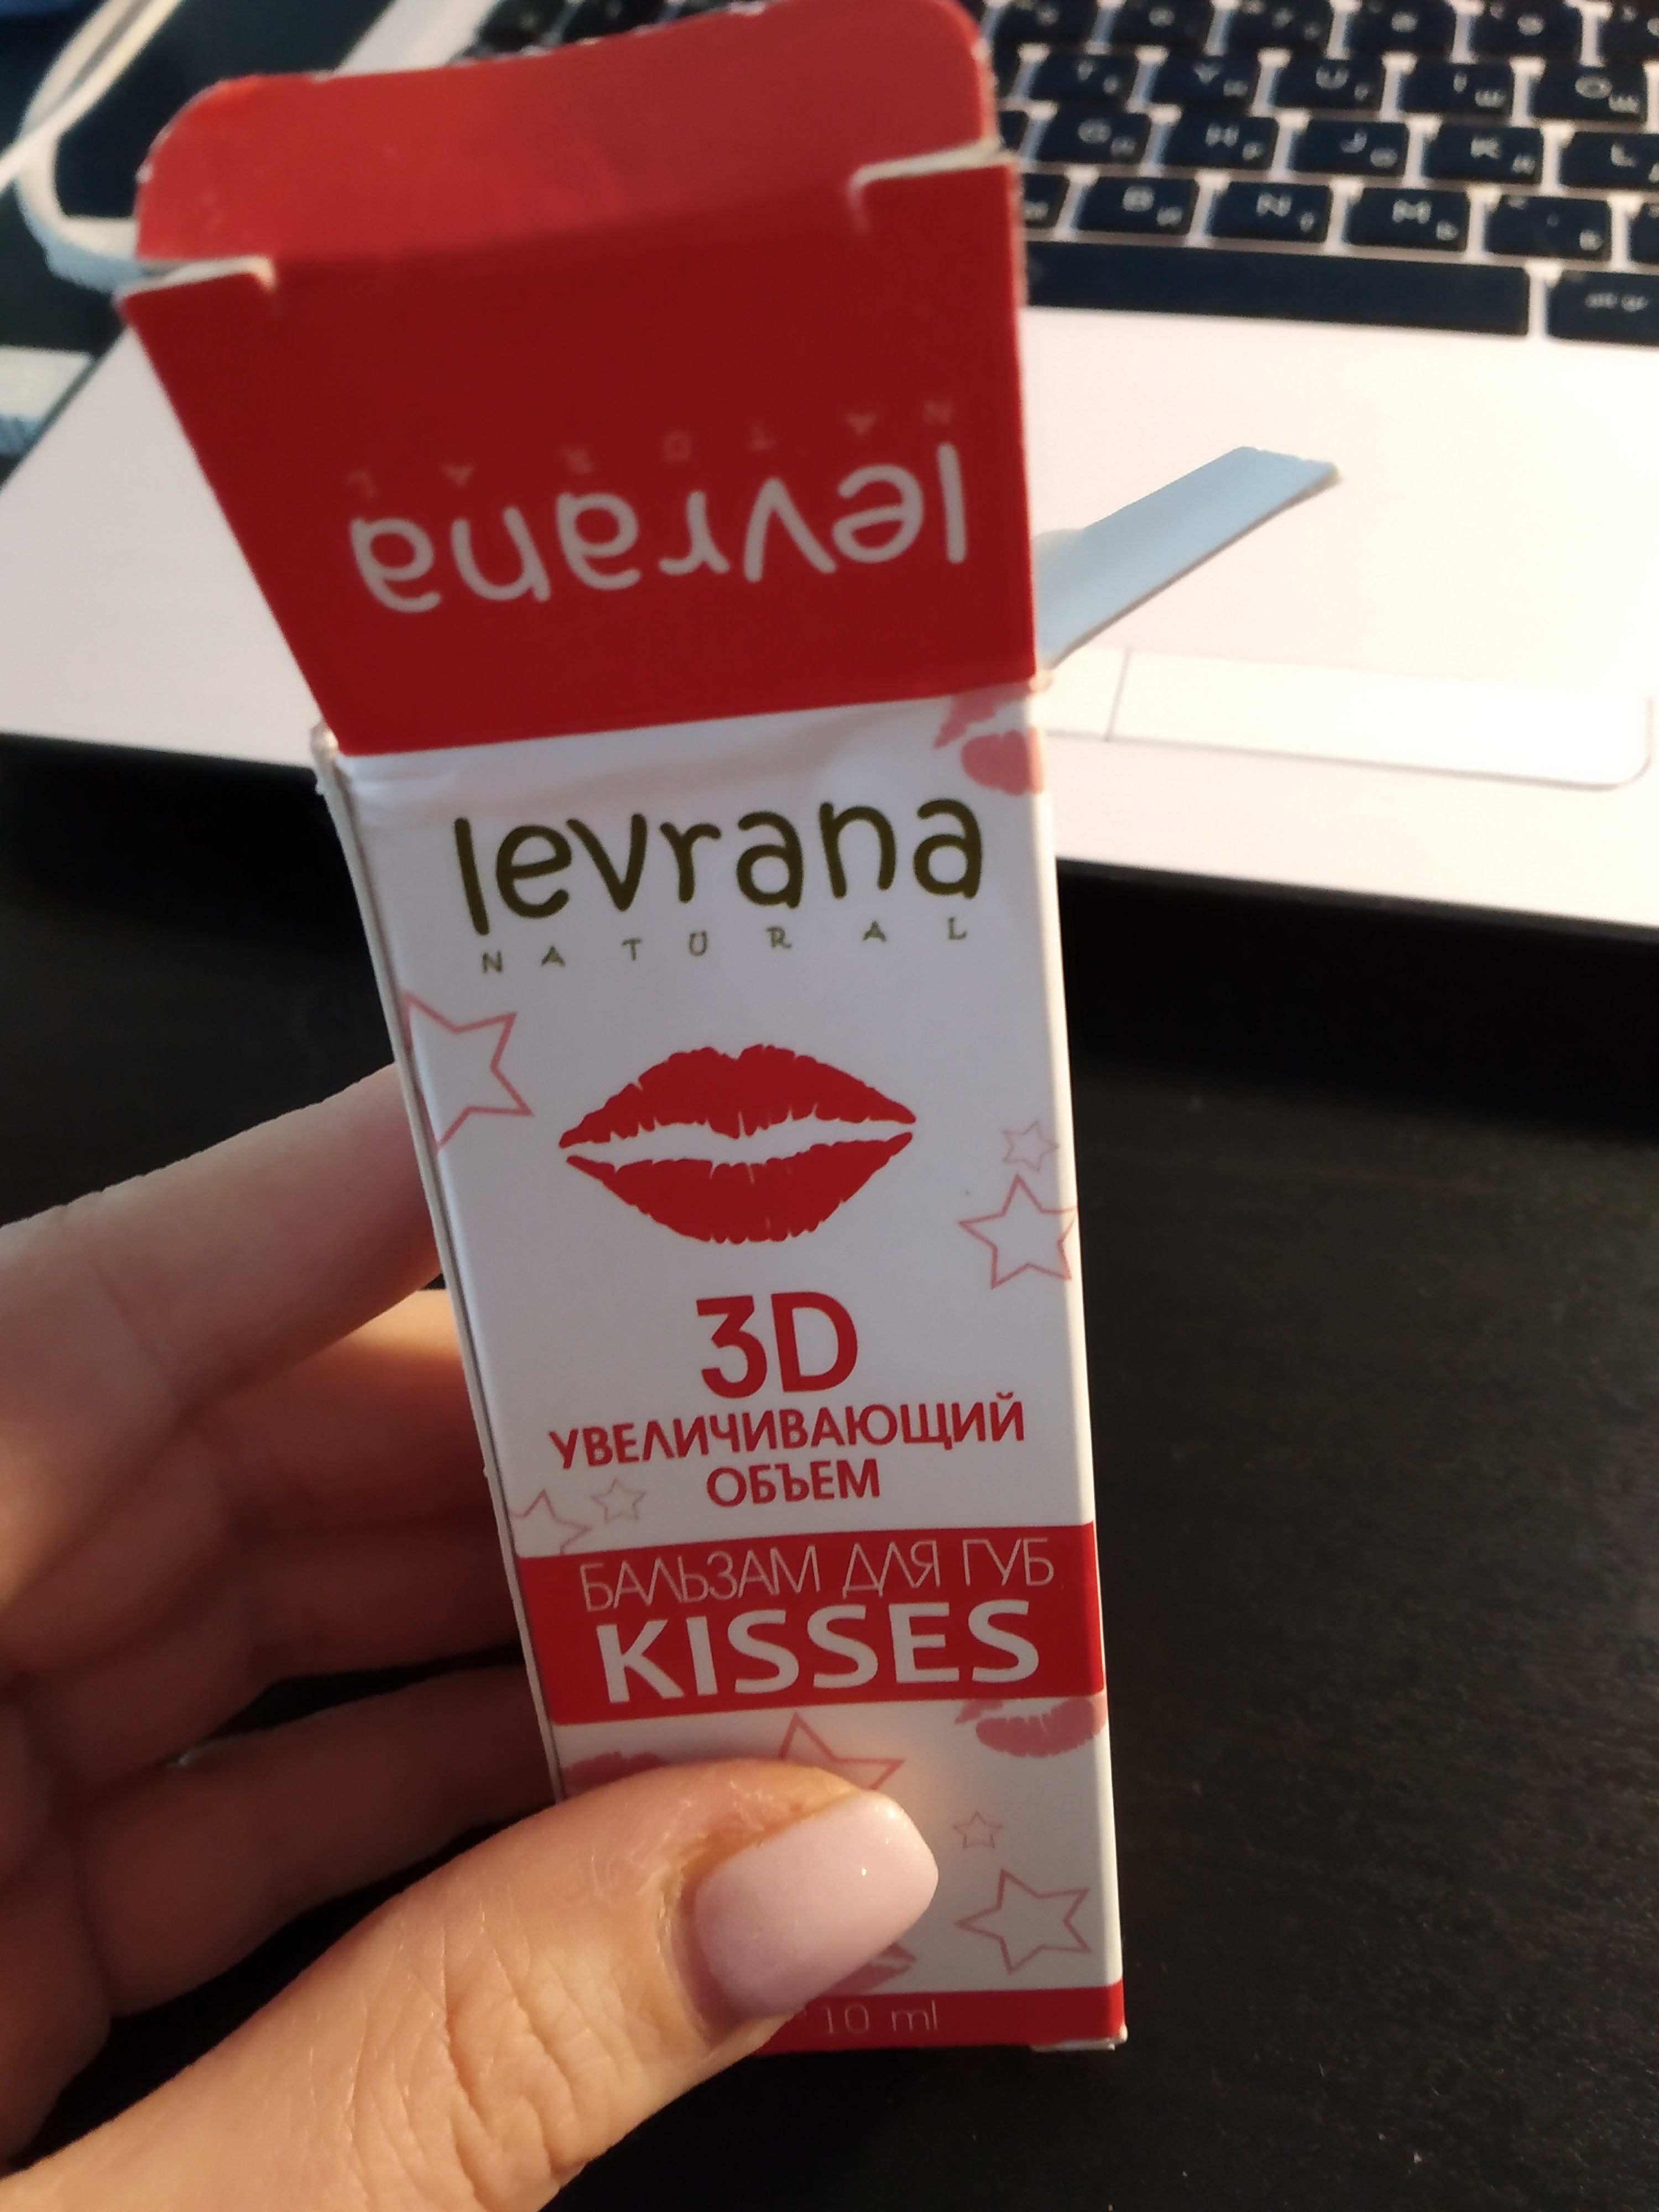 levrana
NATURAL
levrana
NATURAL
3D
УВЕЛИЧИВАЮЩИЙ
ОБЪЕМ
БАЛЬЗАМ ДЛЯ ГУБ
KISSES
10 ml